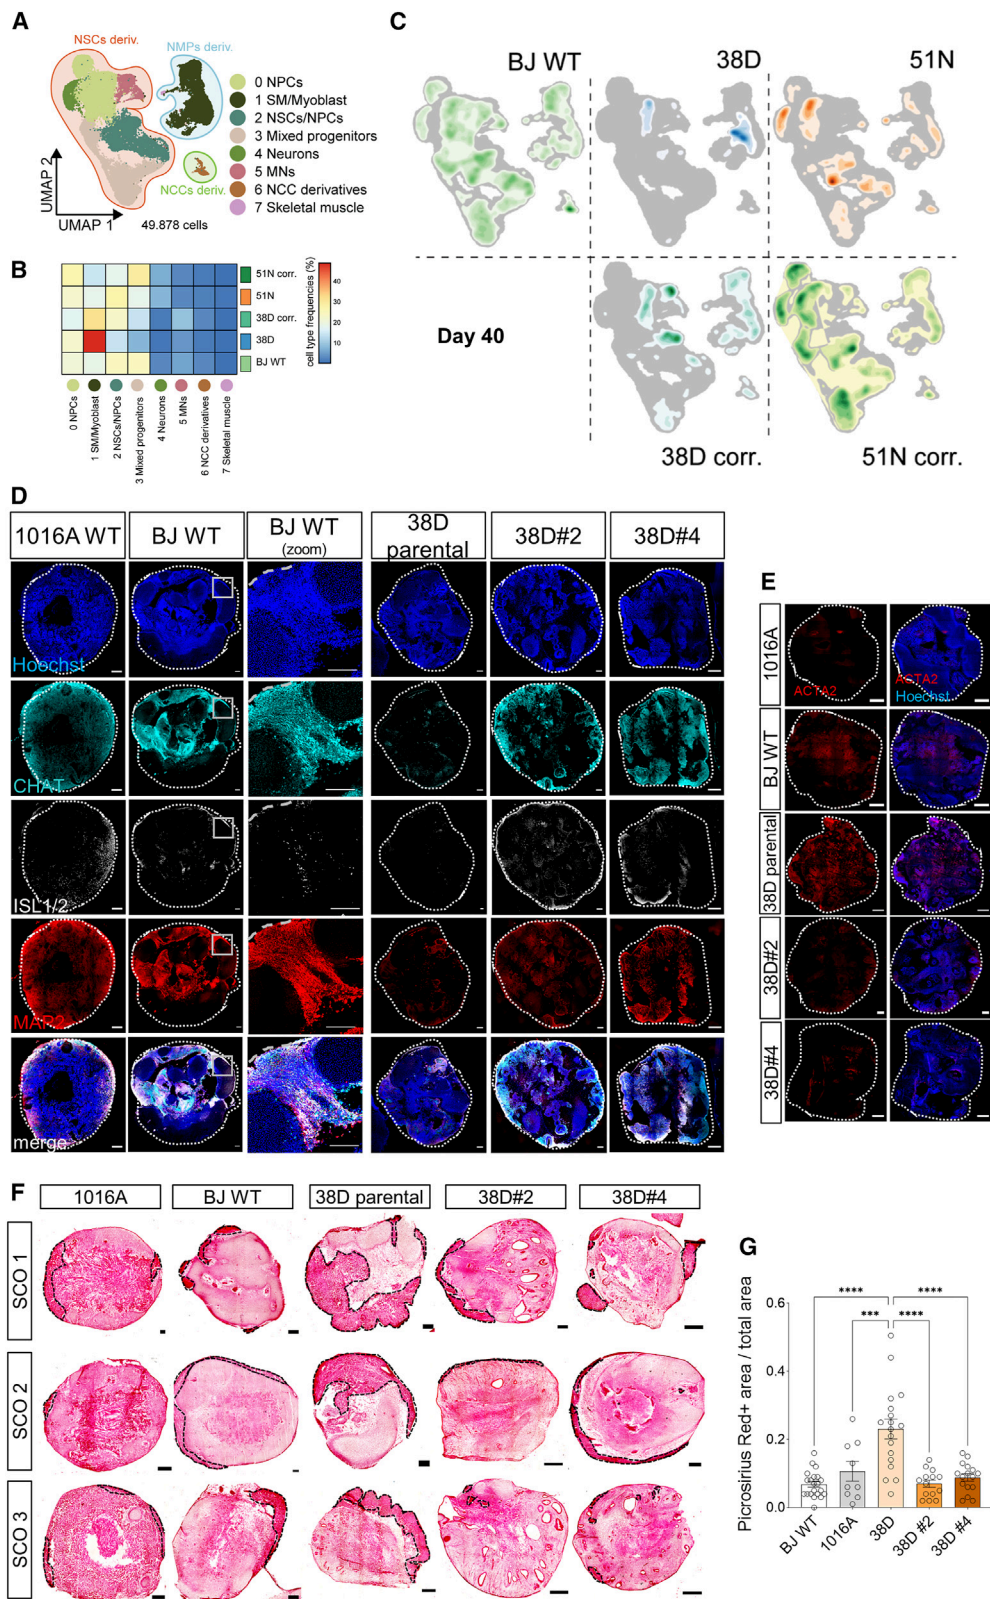 A
NSCs deriv.
NMPs deriv.
NCCs deriv.
UMAP 2
UMAP 1
49.878 cells
0 NPCs
1 SM/Myoblast
2 NSCs/NPCs
3 Mixed progenitors
4 Neurons
5 MNs
6 NCC derivatives
7 Skeletal muscle
B
51N corr.
51N
38D corr.
38D
BJ WT
cell type frequencies (%)
40
30
20
10
0 NPCs
1 SM/Myoblast
2 NSCs/NPCs
3 Mixed progenitors
4 Neurons
5 MNs
6 NCC derivatives
7 Skeletal muscle
C
BJ WT
38D
51N
Day 40
38D corr.
51N corr.
D
1016A WT
BJ WT
BJ WT
(zoom)
38D
parental
38D#2
38D#4
Hoechst
CHAT
ISL1/2
MAP2
merge
E
1016A
BJ WT
38D parental
38D#2
38D#4
ACTA2
ACTA2
Hoechst
F
1016A
BJ WT
38D parental
38D#2
38D#4
SCO 1
SCO 2
SCO 3
G
Picrosirius Red+ area / total area
0.6
0.4
0.2
0.0
****
****
***
****
BJ WT
1016A
38D
38D #2
38D #4